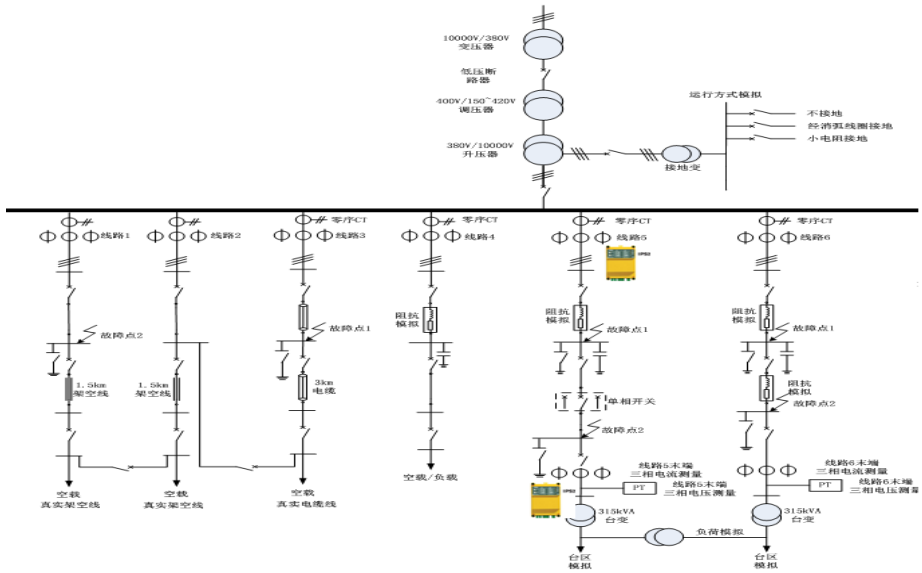 10000V/380V
变压器
低压断
路器
400V/150~420V
调压器
运行方式模拟
不接地
经消弧线圈接地
小电阻接地
380V/10000V
升压器
接地变
零序CT
零序CT
零序CT
零序CT
线路1
线路2
线路3
线路4
线路5
线路6
阻抗
模拟
阻抗
模拟
阻抗
模拟
故障点2
故障点1
故障点1
故障点1
1.5km
架空线
1.5km
架空线
3km
电缆
单相开关
阻抗
模拟
故障点2
故障点2
空载
真实架空线
空载
真实架空线
空载
真实电缆线
空载/负载
线路5末端
三相电流测量
线路6末端
三相电流测量
PT
线路5末端
三相电压测量
PT
线路6末端
三相电压测量
315kVA
台变
315kVA
台变
负荷模拟
台区
模拟
台区
模拟